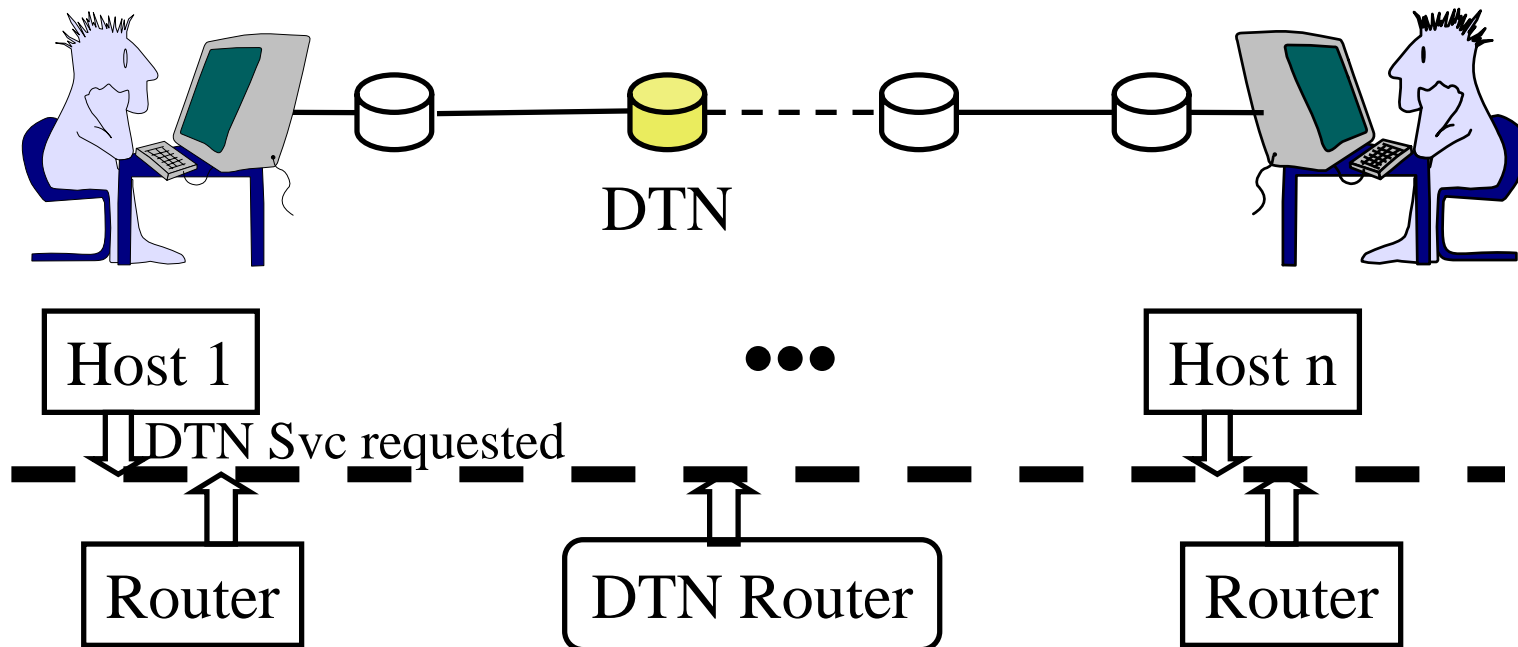 DTN
Host 1
•••
Host n
DTN Svc requested
Router
DTN Router
Router